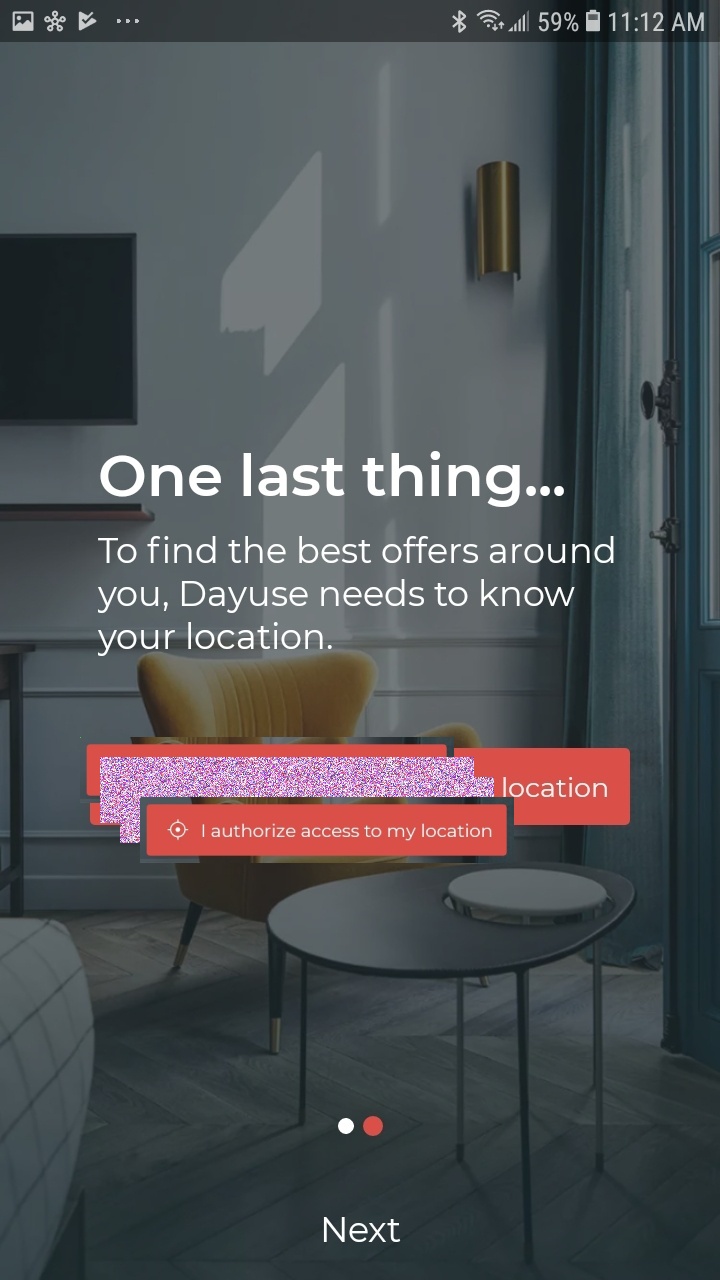 59% 11:12 AM
One last thing...
To find the best offers around
you, Dayuse needs to know
your location.
location
I authorize access to my location
Next